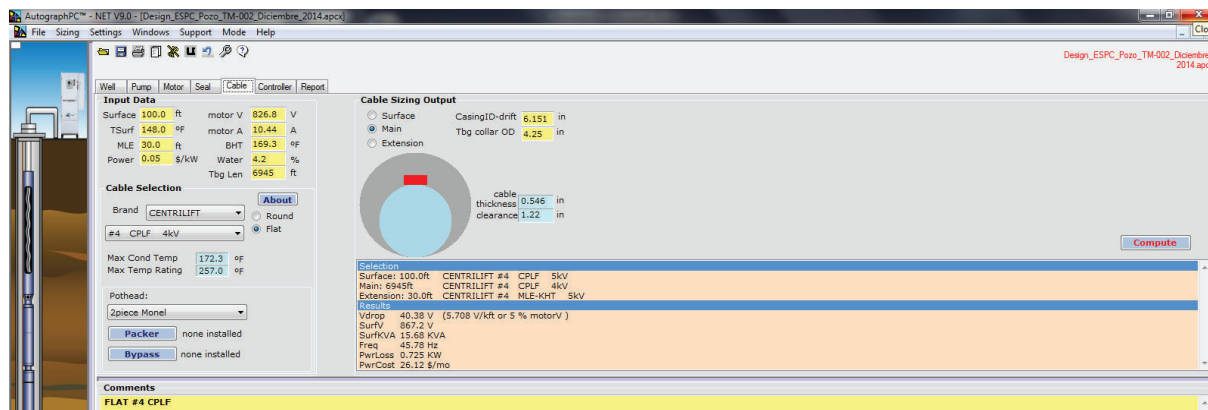 AutographPC™ - NET V9.0 - [Design_ESPC_Pozo_TM-002_Diciembre_2014.apcx]
File Sizing Settings Windows Support Mode Help
Clo
Design_ESPC_Pozo_TM-002_Diciembre
2014.apc
Well Pump Motor Seal Cable Controller Report
Input Data
Surface 100.0 ft motor V 826.8 V
TSurf 148.0 ºF motor A 10.44 A
MLE 30.0 ft BHT 169.3 ºF
Power 0.05 $/kW Water 4.2 %
Tbg Len 6945 ft
Cable Selection
About
Brand CENTRILIFT Round
#4 CPLF 4kV Flat
Max Cond Temp 172.3 ºF
Max Temp Rating 257.0 ºF
Pothead:
2piece Monel
Packer none installed
Bypass none installed
Cable Sizing Output
Surface CasingID-drift 6.151 in
Main Tbg collar OD 4.25 in
Extension
cable
thickness 0.546 in
clearance 1.22 in
Compute
Selection
Surface: 100.0ft CENTRILIFT #4 CPLF 5kV
Main: 6945ft CENTRILIFT #4 CPLF 4kV
Extension: 30.0ft CENTRILIFT #4 MLE-KHT 5kV
Results
Vdrop 40.38 V (5.708 V/kft or 5 % motorV )
SurfV 867.2 V
SurfKVA 15.68 KVA
Freq 45.78 Hz
PwrLoss 0.725 KW
PwrCost 26.12 $/mo
Comments
FLAT #4 CPLF